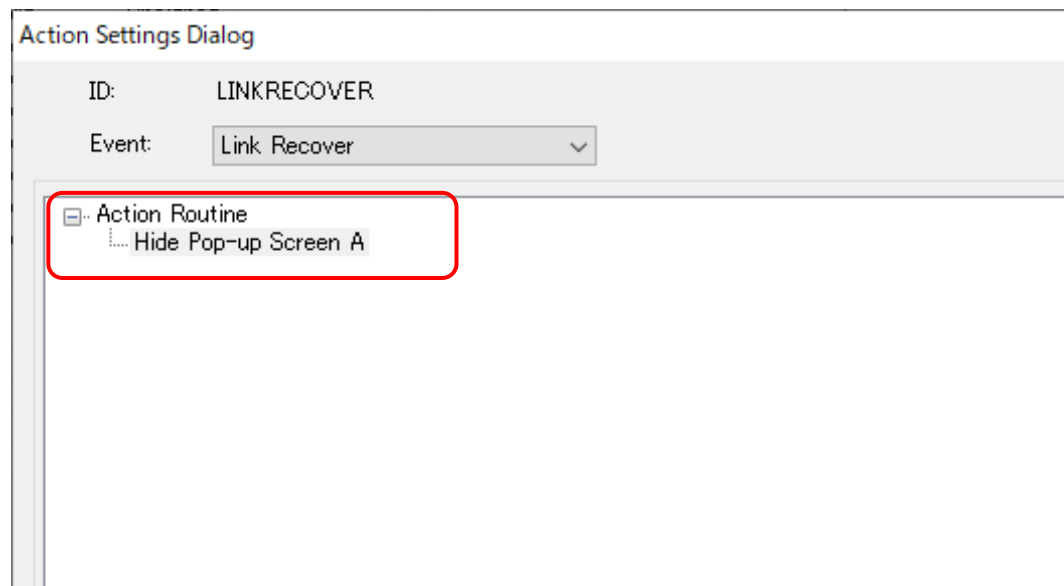 Action Settings Dialog
ID: LINKRECOVER
Event: Link Recover
Action Routine
Hide Pop-up Screen A